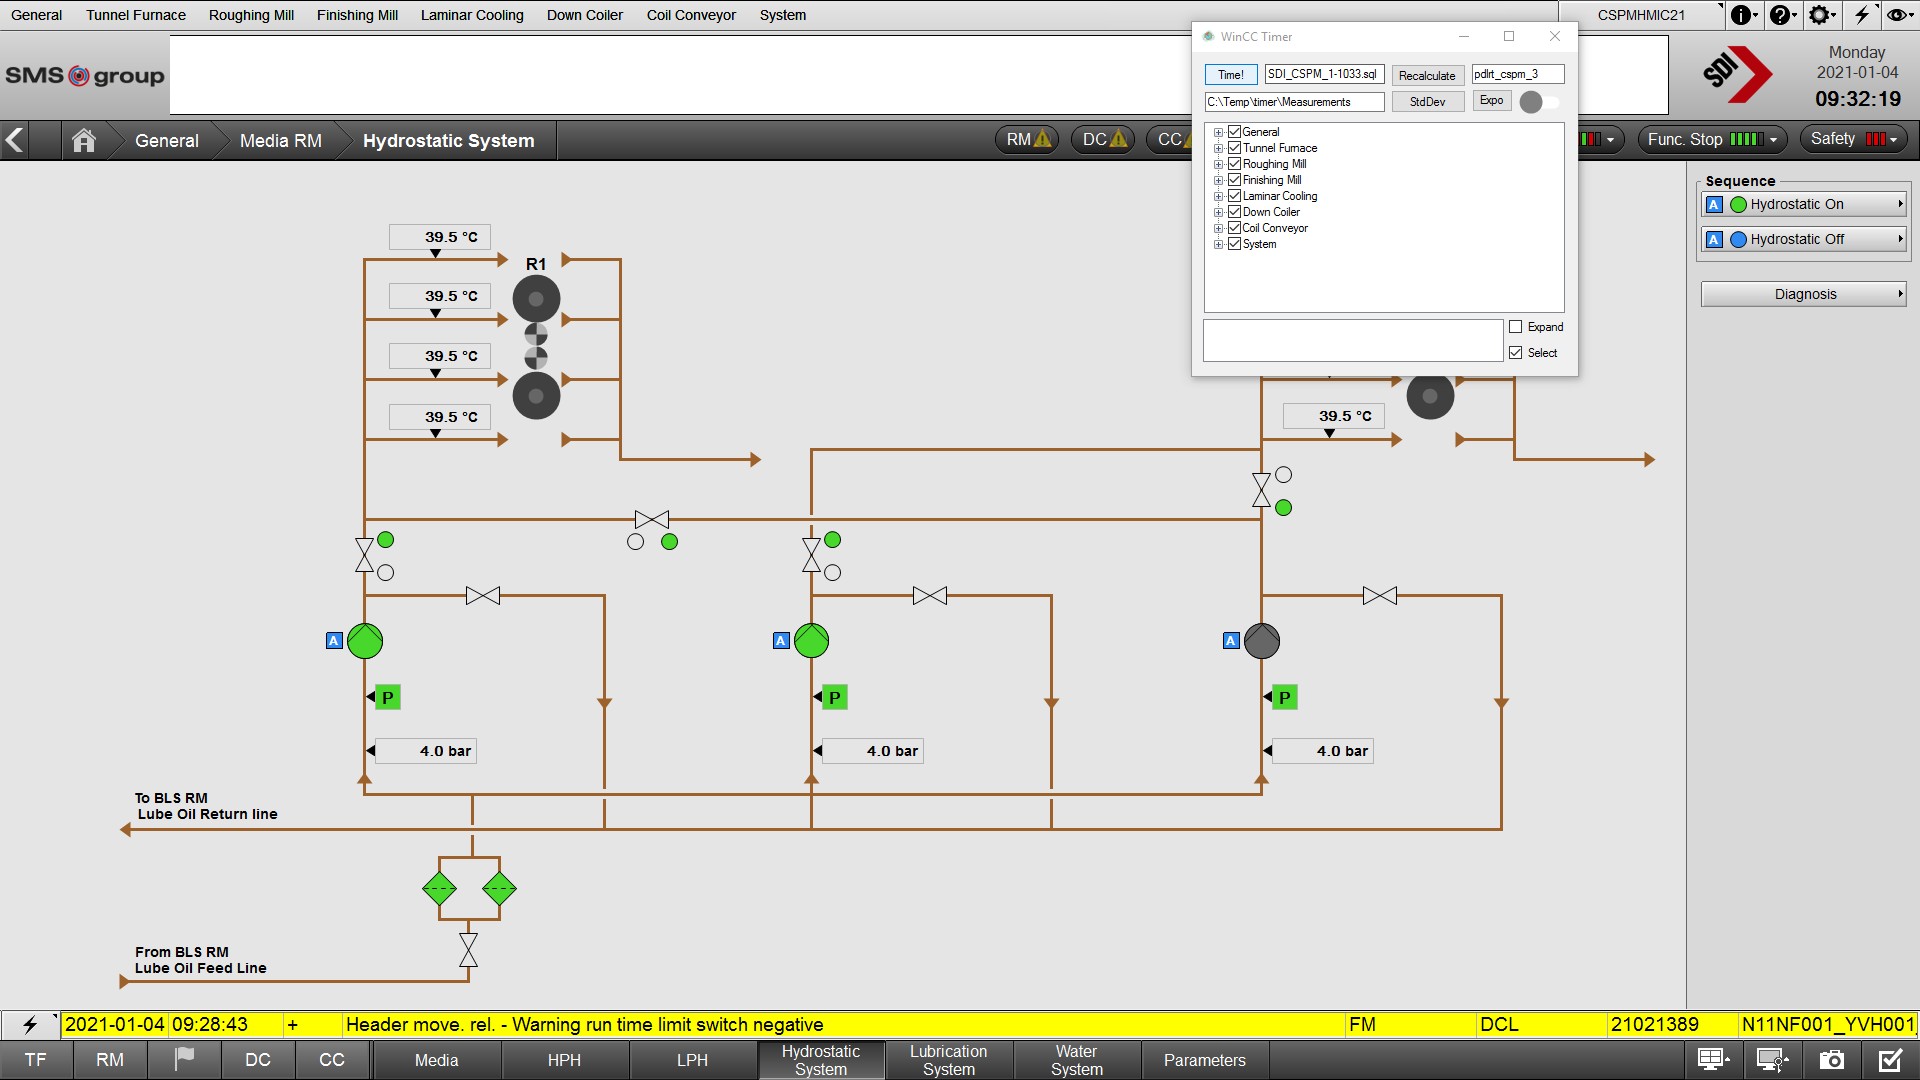 General Tunnel Furnace Roughing Mill Finishing Mill Laminar Cooling Down Coiler Coil Conveyor System CSPMHMIC21
SMS group
SDI
Monday
2021-01-04
09:32:19
WinCC Timer
Time! SDI_CSPM_1-1033.sql Recalculate pdlrt_cspm_3
C:\Temp\timer\Measurements StdDev Expo
General
Tunnel Furnace
Roughing Mill
Finishing Mill
Laminar Cooling
Down Coiler
Coil Conveyor
System
Expand
Select
General Media RM Hydrostatic System RM DC CC Func. Stop Safety
Sequence
A Hydrostatic On
A Hydrostatic Off
Diagnosis
39.5 °C
R1
39.5 °C
39.5 °C
39.5 °C
39.5 °C
A A A
P P P
4.0 bar 4.0 bar 4.0 bar
To BLS RM
Lube Oil Return line
From BLS RM
Lube Oil Feed Line
2021-01-04 09:28:43 + Header move. rel. - Warning run time limit switch negative FM DCL 21021389 N11NF001_YVH001
TF RM DC CC Media HPH LPH Hydrostatic System Lubrication System Water System Parameters